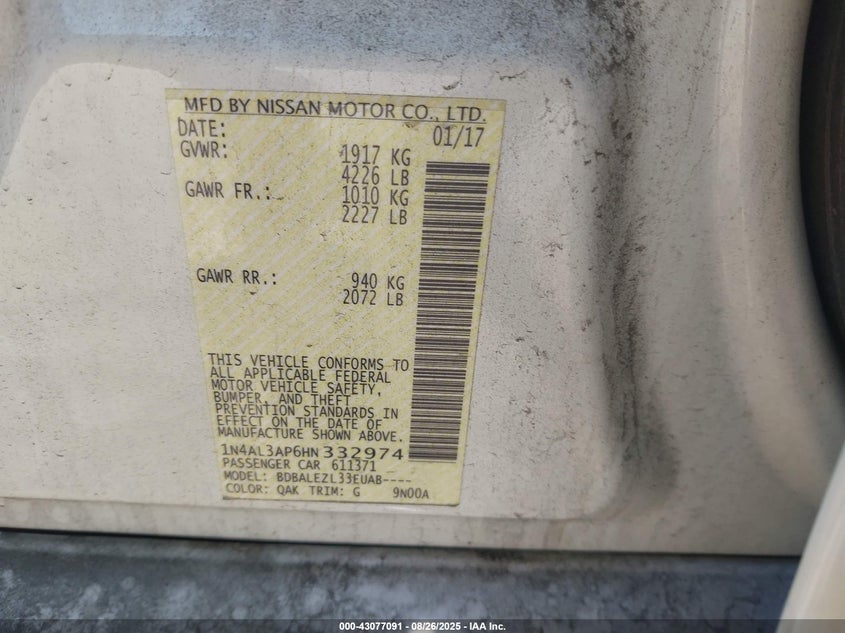 MFD BY NISSAN MOTOR CO., LTD.
DATE: 01/17
GVWR: 1917 KG
4226 LB
GAWR FR.: 1010 KG
2227 LB
GAWR RR.: 940 KG
2072 LB
THIS VEHICLE CONFORMS TO
ALL APPLICABLE FEDERAL
MOTOR VEHICLE SAFETY,
BUMPER, AND THEFT
PREVENTION STANDARDS IN
EFFECT ON THE DATE OF
MANUFACTURE SHOWN ABOVE.
1N4AL3AP6HN332974
PASSENGER CAR 611371
MODEL: BDBALEZL33EUAB----
COLOR: QAK TRIM: G 9N00A
000-43077091 - 08/26/2025 - IAA Inc.